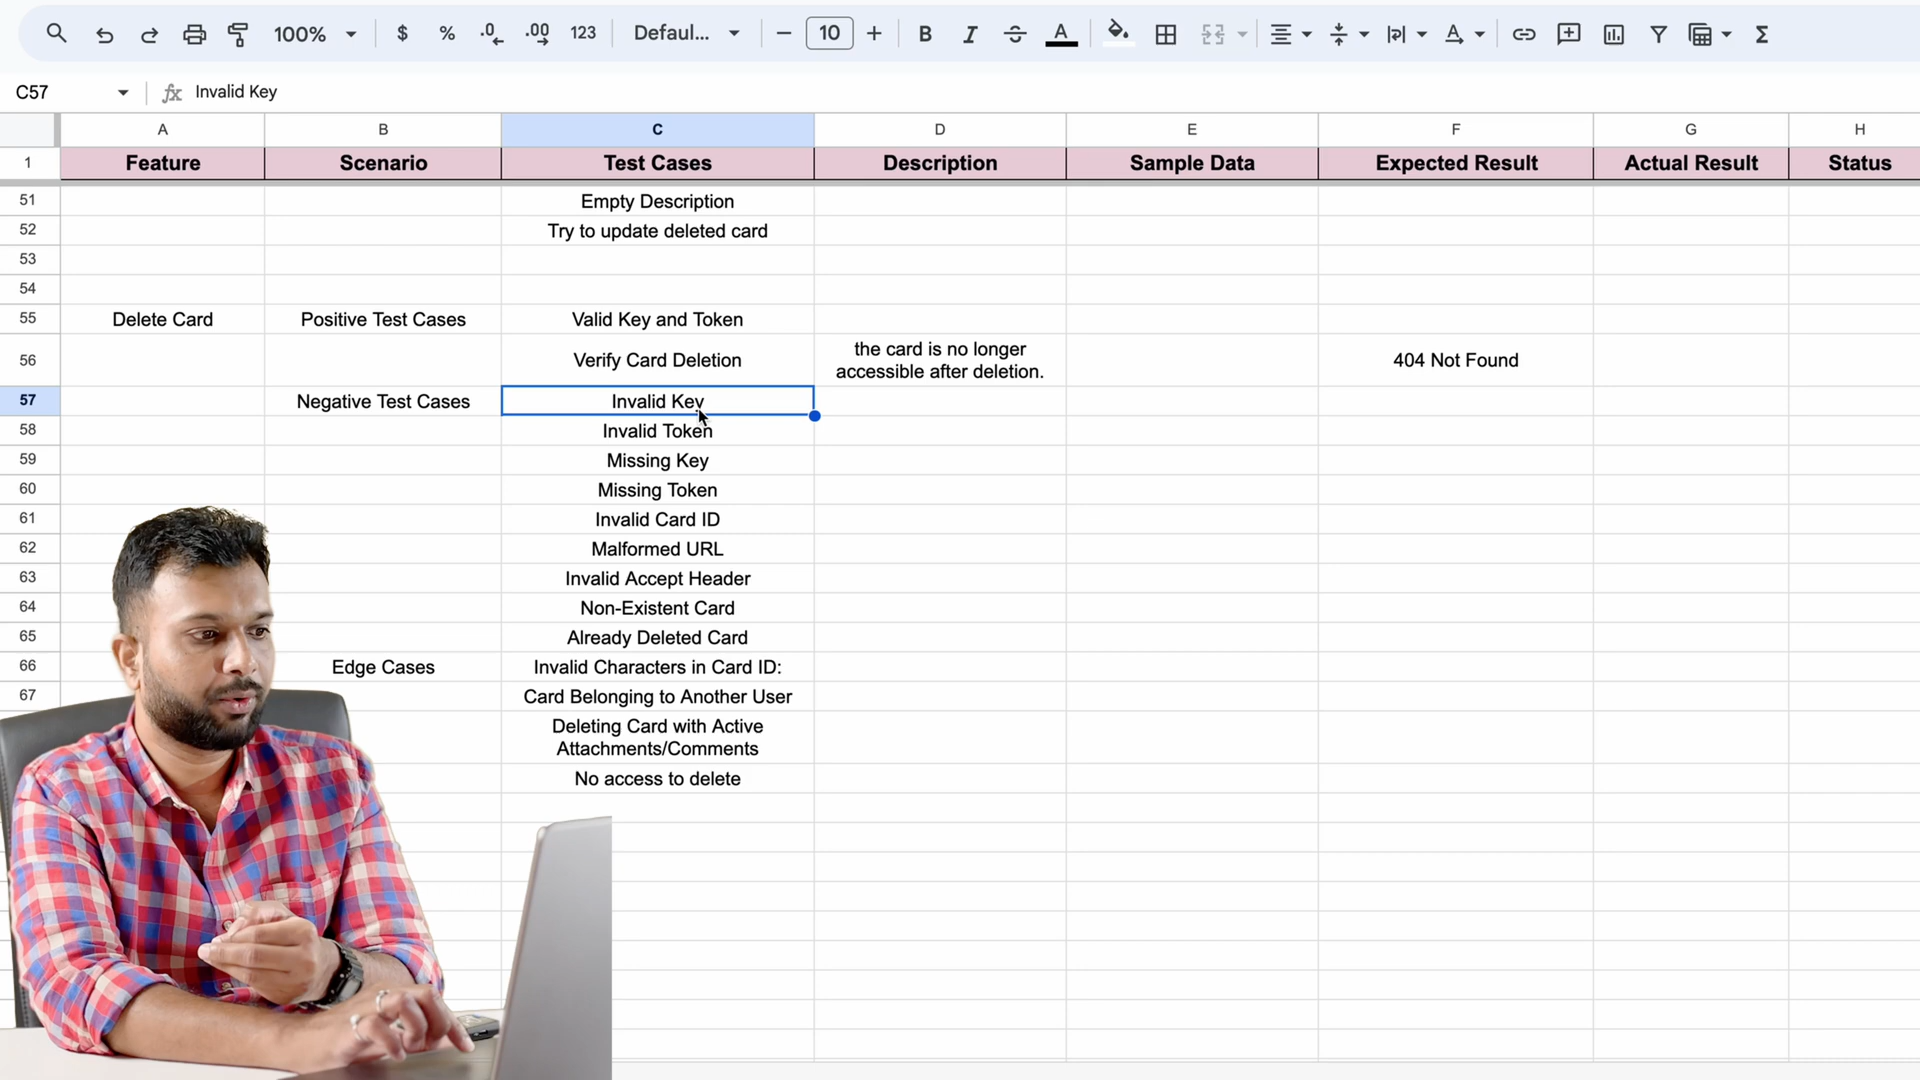 100%
$
%
.0
.00
123
Defaul...
10
B
I
A
Σ
C57
fx
Invalid Key
A B C D E F G H
1 Feature Scenario Test Cases Description Sample Data Expected Result Actual Result Status
51 Empty Description
52 Try to update deleted card
53
54
55 Delete Card Positive Test Cases Valid Key and Token
56 Verify Card Deletion the card is no longer
accessible after deletion. 404 Not Found
57 Negative Test Cases Invalid Key
58 Invalid Token
59 Missing Key
60 Missing Token
61 Invalid Card ID
62 Malformed URL
63 Invalid Accept Header
64 Non-Existent Card
65 Already Deleted Card
66 Edge Cases Invalid Characters in Card ID:
67 Card Belonging to Another User
Deleting Card with Active
Attachments/Comments
No access to delete